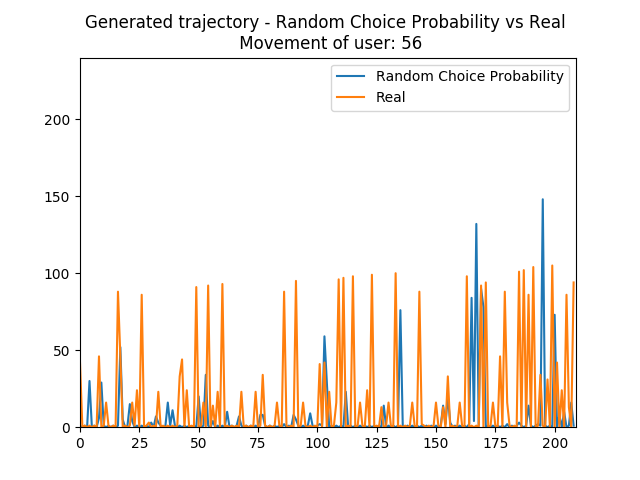 Generated trajectory - Random Choice Probability vs Real
Movement of user: 56
Random Choice Probability
Real
200
150
100
50
0
0 25 50 75 100 125 150 175 200